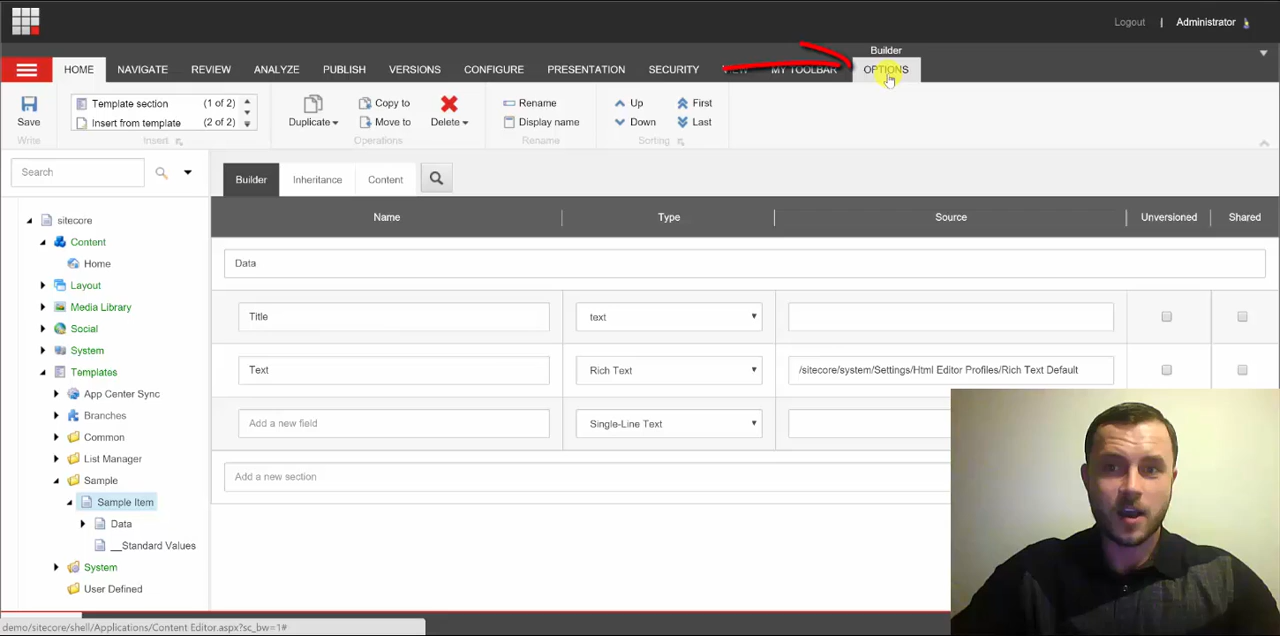 Logout | Administrator
Builder
HOME NAVIGATE REVIEW ANALYZE PUBLISH VERSIONS CONFIGURE PRESENTATION SECURITY VIEW MY TOOLBAR OPTIONS
Save
Write
Template section (1 of 2)
Insert from template (2 of 2)
Insert
Duplicate
Copy to
Move to
Delete
Operations
Rename
Display name
Rename
Up First
Down Last
Sorting
Search
Builder Inheritance Content
Name Type Source Unversioned Shared
Data
Title text
Text Rich Text /sitecore/system/Settings/Html Editor Profiles/Rich Text Default
Add a new field Single-Line Text
Add a new section
sitecore
Content
Home
Layout
Media Library
Social
System
Templates
App Center Sync
Branches
Common
List Manager
Sample
Sample Item
Data
__Standard Values
System
User Defined
demo/sitecore/shell/Applications/Content Editor.aspx?sc_bw=1#